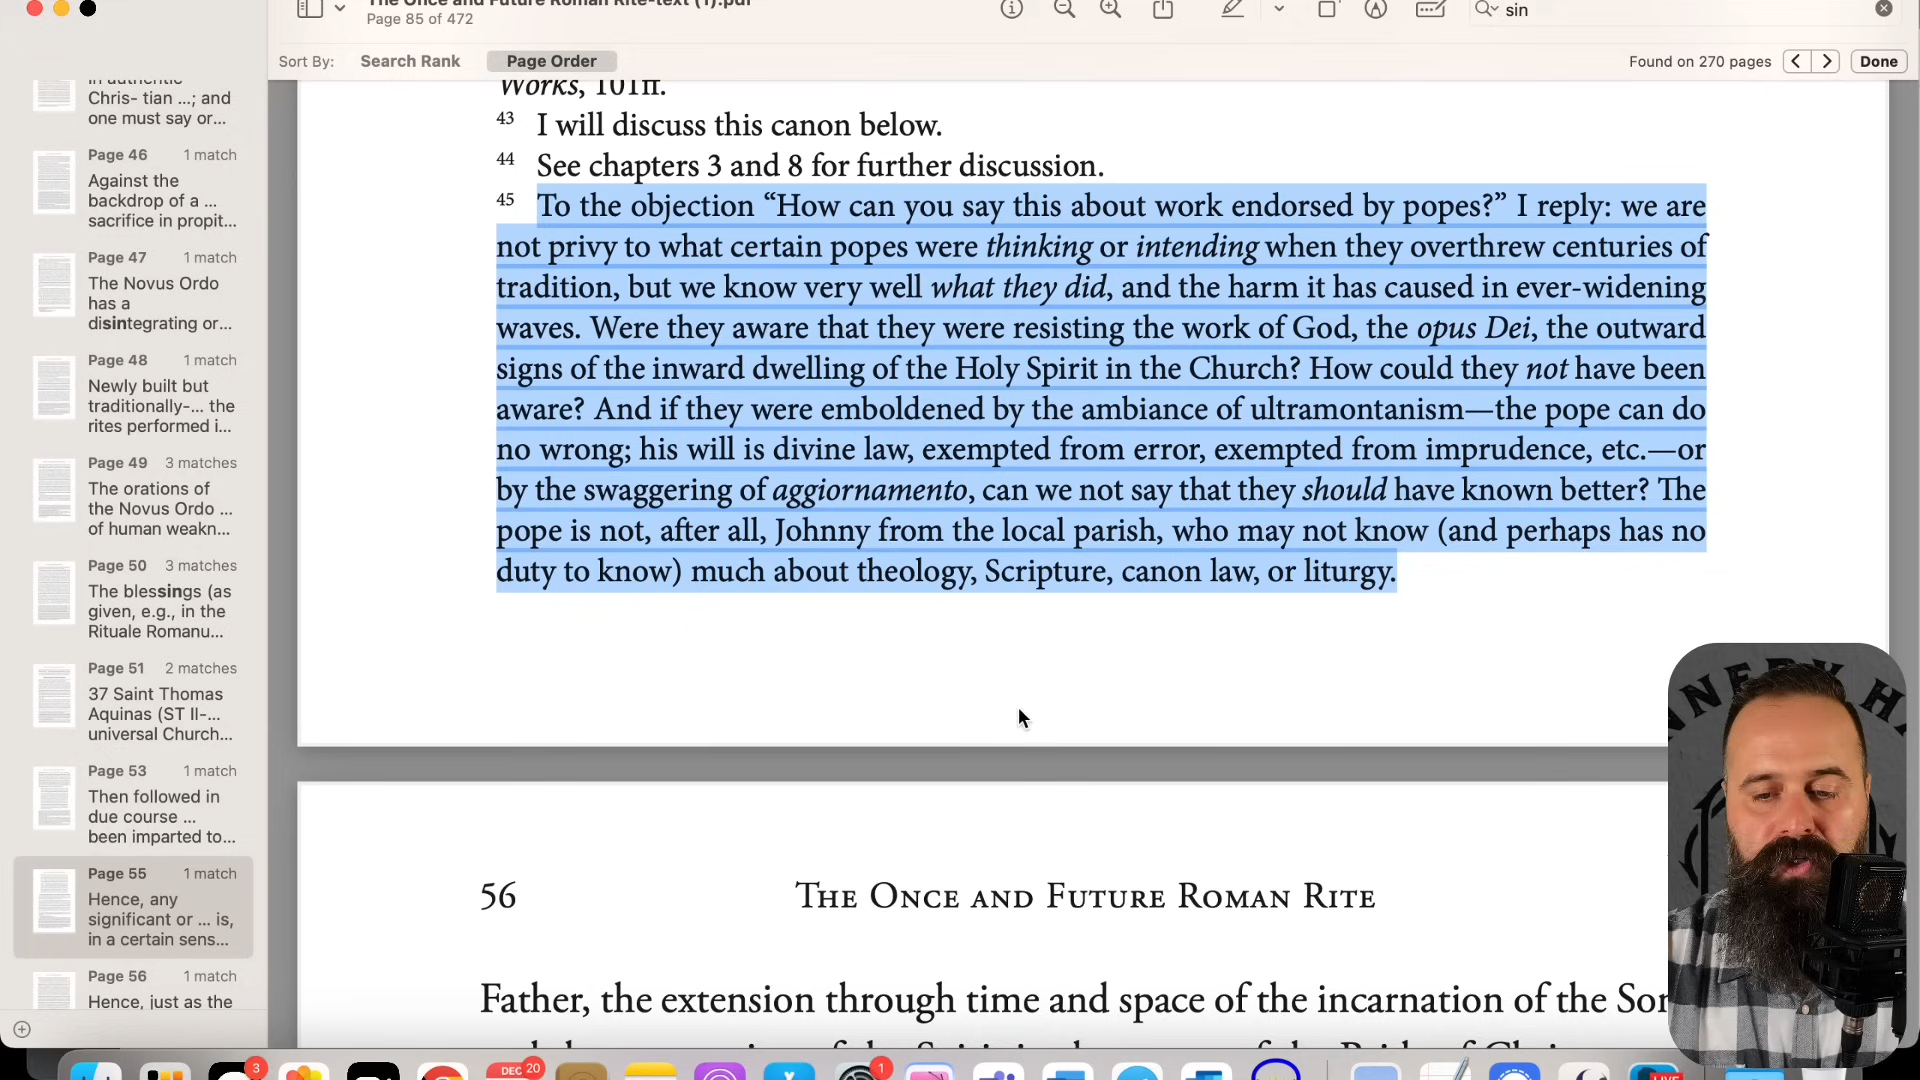 The Once and Future Roman Rite-text (1).pdf
Page 85 of 472
sin
Sort By:
Search Rank
Page Order
Found on 270 pages
Done
in authentic
Chris- tian ...; and
one must say or...
Page 46 1 match
Against the
backdrop of a ...
sacrifice in propit...
Page 47 1 match
The Novus Ordo
has a
disintegrating or...
Page 48 1 match
Newly built but
traditionally-... the
rites performed i...
Page 49 3 matches
The orations of
the Novus Ordo ...
of human weakn...
Page 50 3 matches
The blessings (as
given, e.g., in the
Rituale Romanu...
Page 51 2 matches
37 Saint Thomas
Aquinas (ST II-...
universal Church...
Page 53 1 match
Then followed in
due course ...
been imparted to...
Page 55 1 match
Hence, any
significant or ... is,
in a certain sens...
Page 56 1 match
Hence, just as the
Works, 101ff.
43 I will discuss this canon below.
44 See chapters 3 and 8 for further discussion.
45 To the objection “How can you say this about work endorsed by popes?” I reply: we are
not privy to what certain popes were thinking or intending when they overthrew centuries of
tradition, but we know very well what they did, and the harm it has caused in ever-widening
waves. Were they aware that they were resisting the work of God, the opus Dei, the outward
signs of the inward dwelling of the Holy Spirit in the Church? How could they not have been
aware? And if they were emboldened by the ambiance of ultramontanism—the pope can do
no wrong; his will is divine law, exempted from error, exempted from imprudence, etc.—or
by the swaggering of aggiornamento, can we not say that they should have known better? The
pope is not, after all, Johnny from the local parish, who may not know (and perhaps has no
duty to know) much about theology, Scripture, canon law, or liturgy.
56 The Once and Future Roman Rite
Father, the extension through time and space of the incarnation of the Son
3
DEC 20
1
LIVE